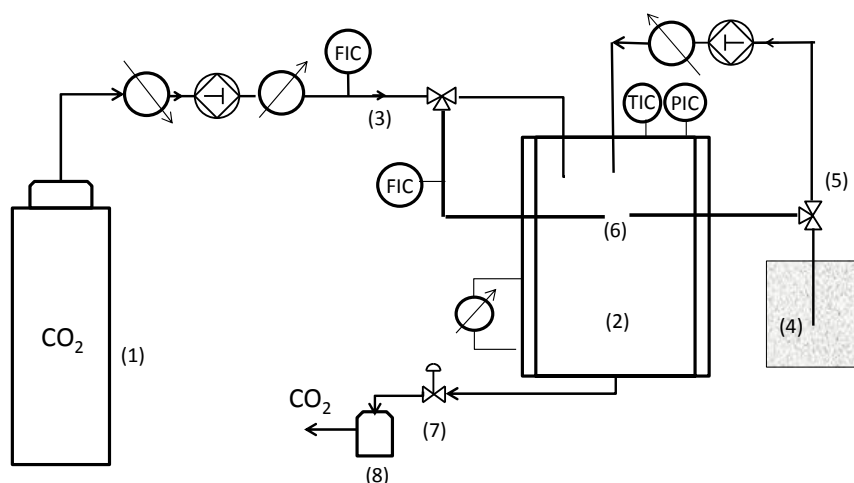 FIC
(3)
TIC
PIC
FIC
(5)
(6)
CO2
(1)
(2)
(4)
CO2
(7)
(8)